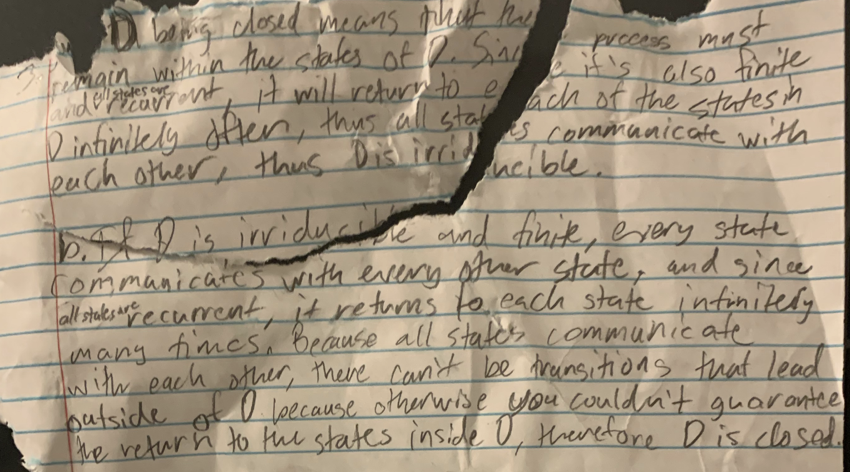 D being closed means that the process must
remain within the states of D. Since it's also finite
and all states are recurrent, it will return to each of the states in
D infinitely often, thus all states communicate with
each other, thus D is irriducible.
b. If D is irriducible and finite, every state
communicates with every other state, and since
all states are recurrent, it returns to each state infinitely
many times. Because all states communicate
with each other, there can't be transitions that lead
outside of D because otherwise you couldn't guarantee
the return to the states inside D, therefore D is closed.